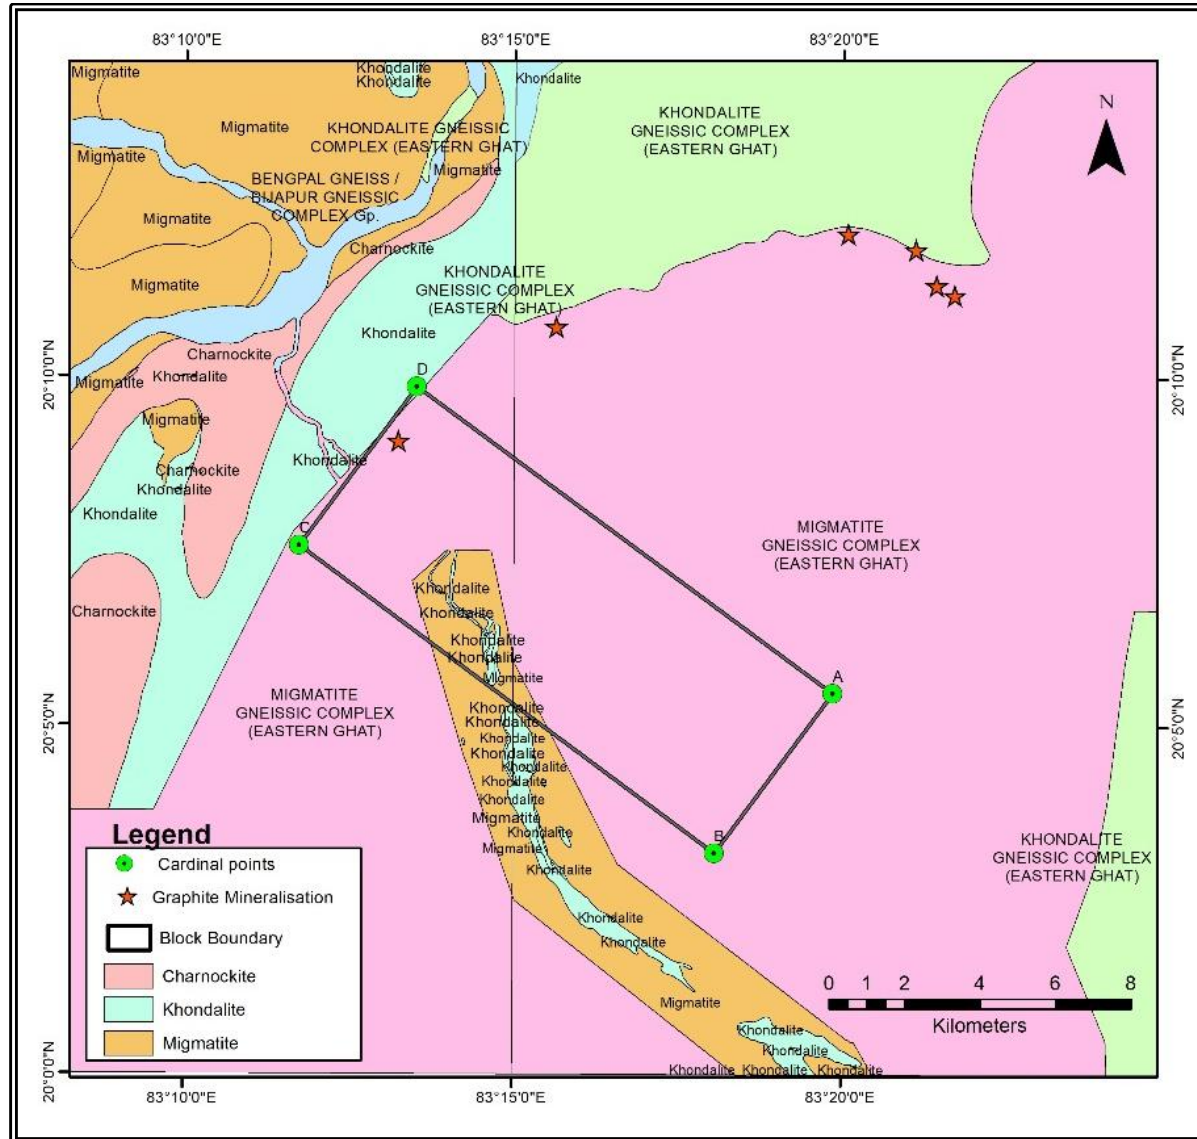 83°10'0"E
83°15'0"E
83°20'0"E
Migmatite
Khondalite
Khondalite
Khondalite
Migmatite
KHONDALITE GNEISSIC
COMPLEX (EASTERN GHAT)
KHONDALITE
GNEISSIC COMPLEX
(EASTERN GHAT)
N
Migmatite
Migmatite
BENGPAL GNEISS /
BIJAPUR GNEISSIC
COMPLEX Gp.
Migmatite
Charnockite
Migmatite
KHONDALITE
GNEISSIC COMPLEX
(EASTERN GHAT)
Khondalite
Charnockite
20°10'0"N
20°10'0"N
Migmatite
Khondalite
D
Migmatite
Khondalite
Charnockite
Khondalite
Khondalite
C
MIGMATITE
GNEISSIC COMPLEX
(EASTERN GHAT)
Charnockite
Khondalite
Khondalite
Khondalite
Khondalite
Migmatite
A
MIGMATITE
GNEISSIC COMPLEX
(EASTERN GHAT)
20°5'0"N
20°5'0"N
Khondalite
Khondalite
Khondalite
Khondalite
Khondalite
Khondalite
Khondalite
Migmatite
Khondalite
Migmatite
Khondalite
B
KHONDALITE
GNEISSIC COMPLEX
(EASTERN GHAT)
Khondalite
Khondalite
Migmatite
Khondalite
Khondalite
Khondalite
Khondalite
Khondalite
Legend
Cardinal points
Graphite Mineralisation
Block Boundary
Charnockite
Khondalite
Migmatite
0 1 2 4 6 8
Kilometers
20°0'0"N
20°0'0"N
83°10'0"E
83°15'0"E
83°20'0"E